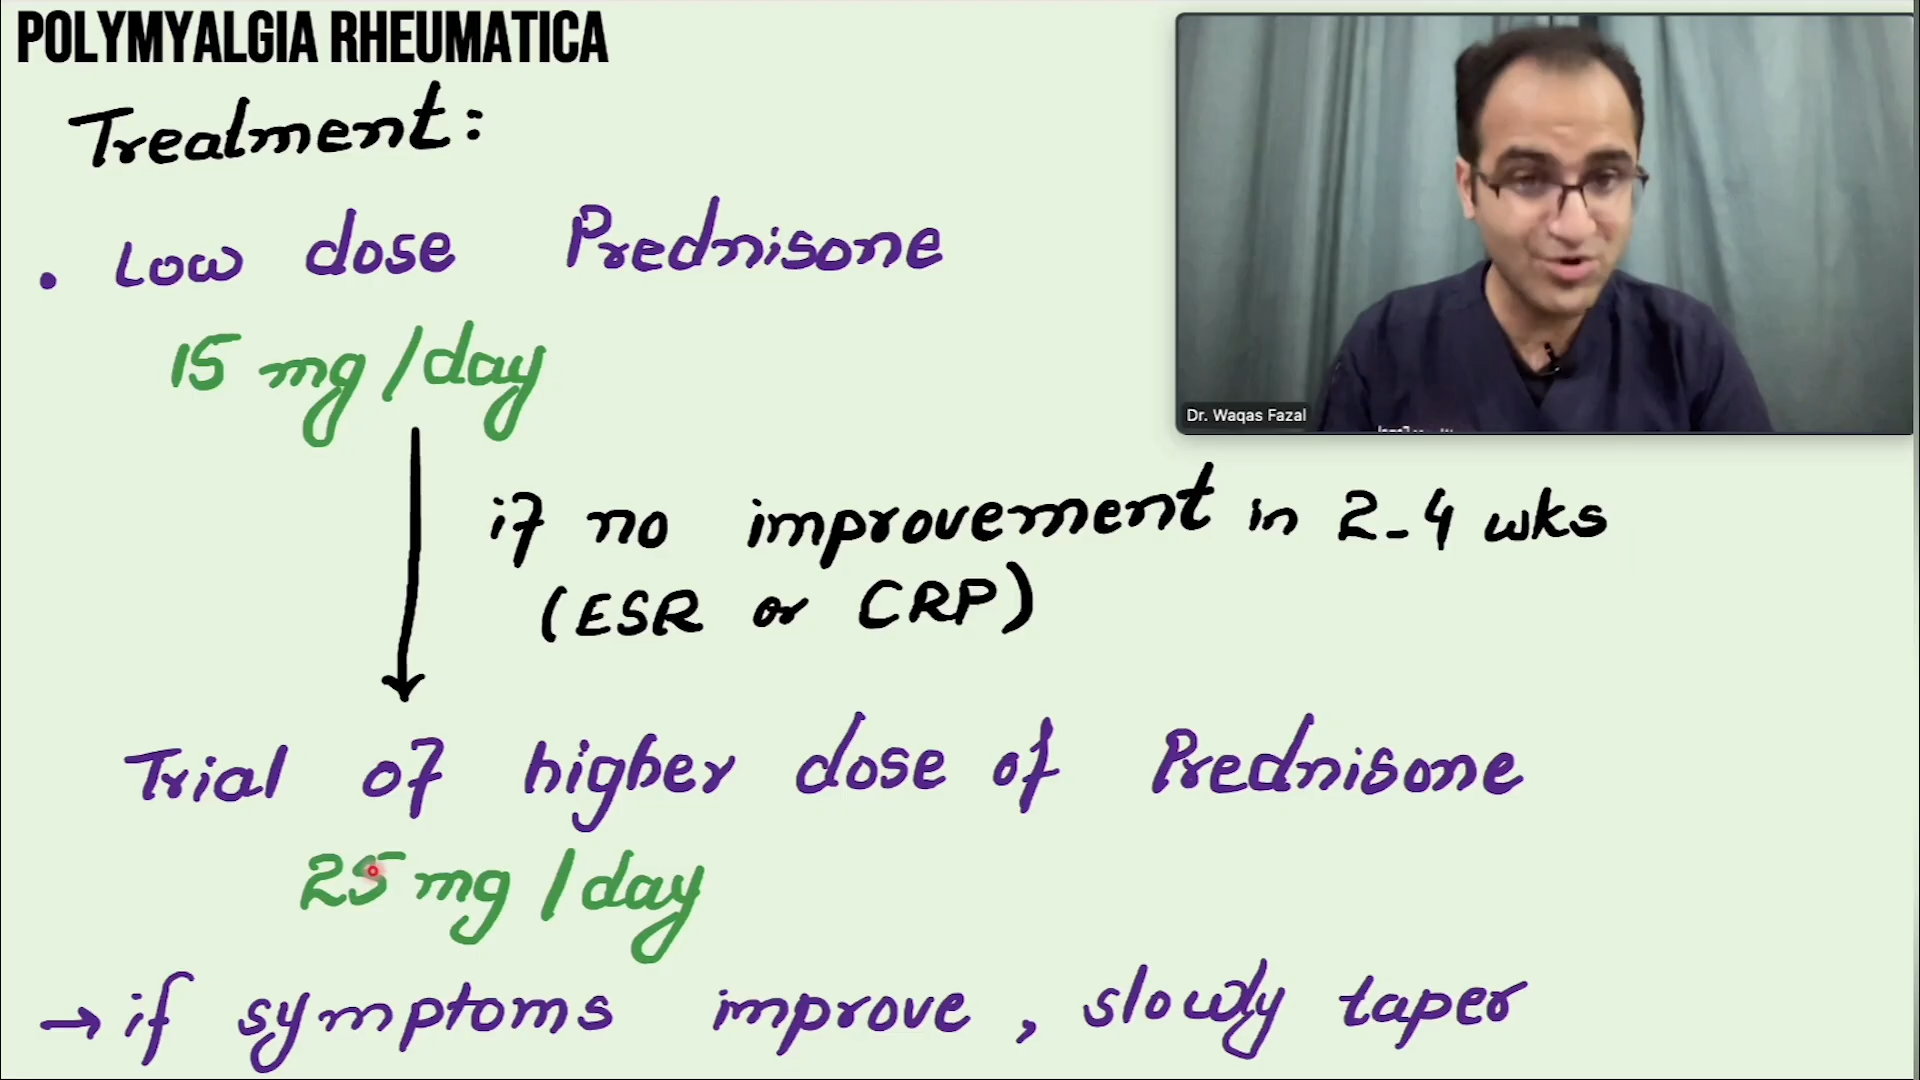 POLYMYALGIA RHEUMATICA
Treatment:
. Low dose Prednisone
15 mg/day
if no improvement in 2-4 wks
(ESR or CRP)
Trial of higher dose of Prednisone
25 mg/day
→ if symptoms improve, slowly taper
Dr. Waqas Fazal